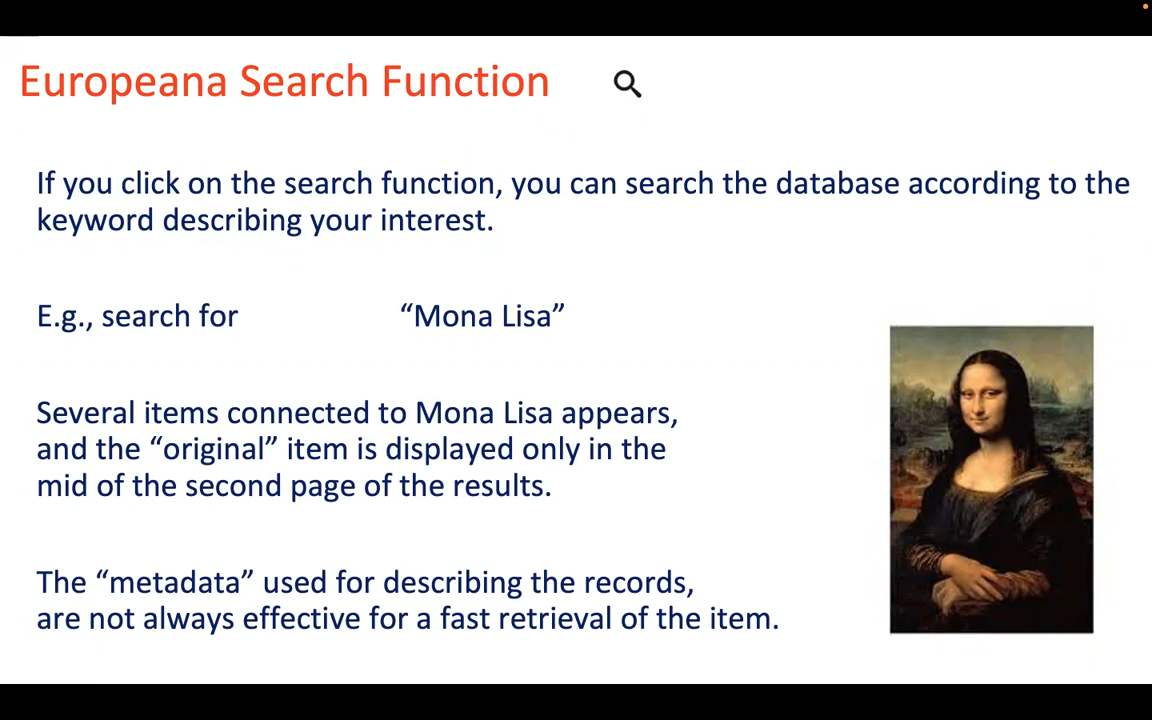 Europeana Search Function
If you click on the search function, you can search the database according to the
keyword describing your interest.
E.g., search for “Mona Lisa”
Several items connected to Mona Lisa appears,
and the “original” item is displayed only in the
mid of the second page of the results.
The “metadata” used for describing the records,
are not always effective for a fast retrieval of the item.